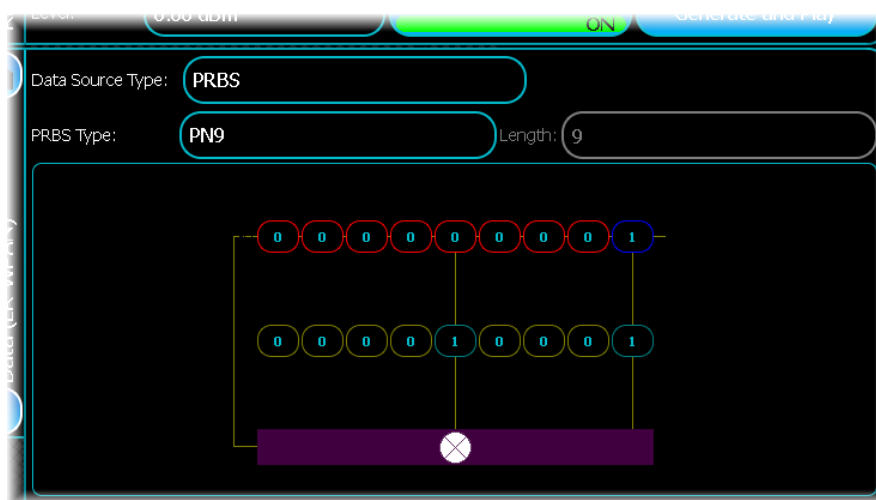 Level: 0.00 dBm ON Generate and Play
Data Source Type: PRBS
PRBS Type: PN9 Length: 9
0 0 0 0 0 0 0 0 1
0 0 0 0 1 0 0 0 1